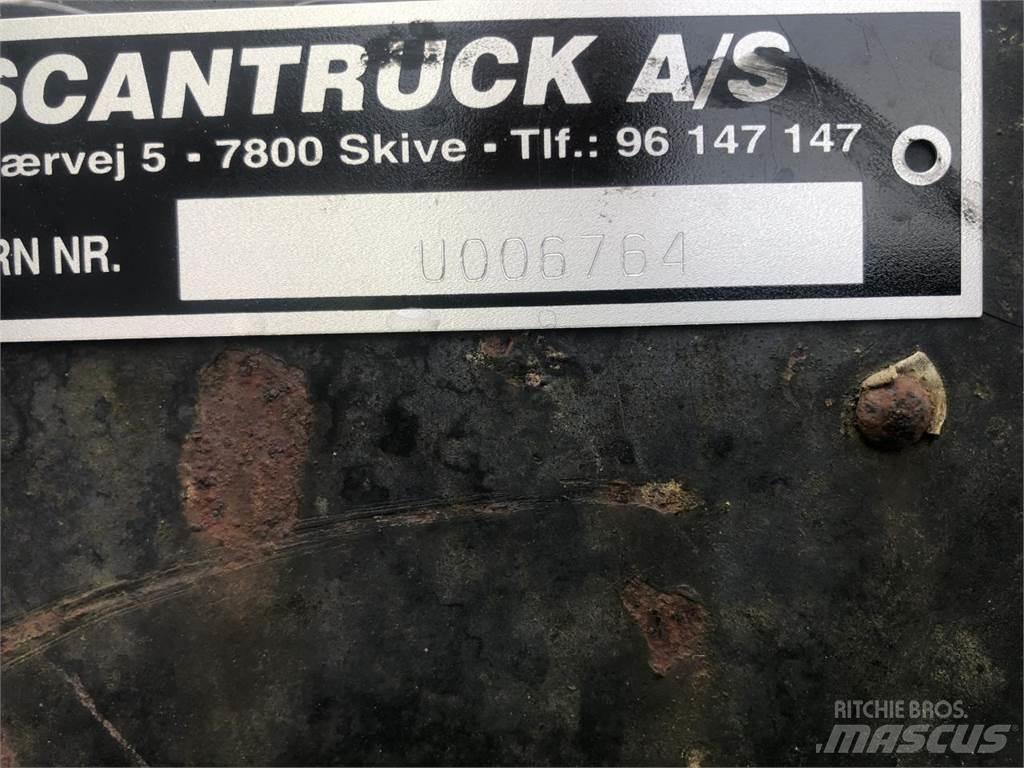 SCANTRUCK A/S
ærvej 5 - 7800 Skive - Tlf.: 96 147 147
RN NR. U006764
RITCHIE BROS.
MASCUS